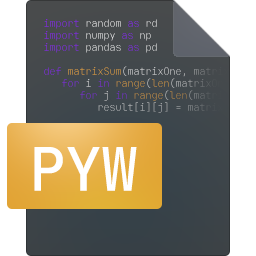 import random as rd
import numpy as np
import pandas as pd
def matrixSum(matrixOne, matr
for i in range(len(matrix
for j in range(len(mat
result[i][j] = matri
PYW